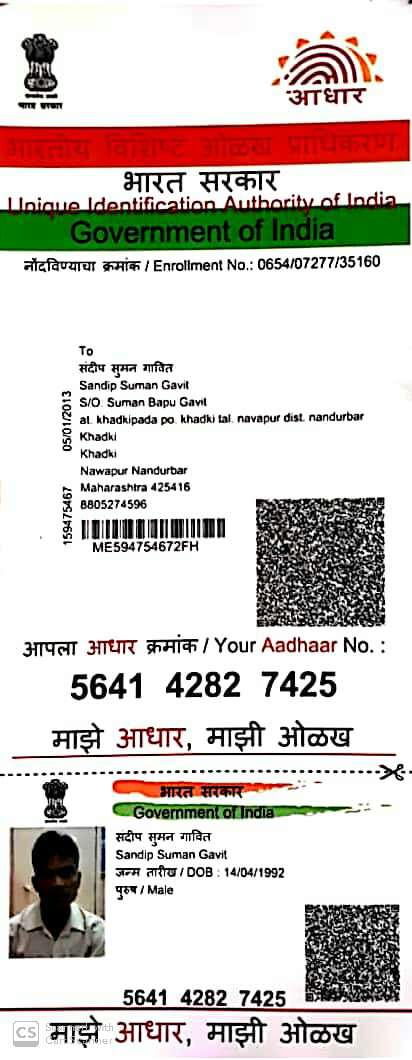 भारत सरकार
आधार
भारतीय विशिष्ट ओळख प्राधिकरण
भारत सरकार
Unique Identification Authority of India
Government of India
नोंदविण्याचा क्रमांक / Enrollment No.: 0654/07277/35160
To
संदीप सुमन गावित
Sandip Suman Gavit
S/O. Suman Bapu Gavit
at. khadkipada po. khadki tal. navapur dist. nandurbar
Khadki
Khadki
Nawapur Nandurbar
Maharashtra 425416
8805274596
159475467 05/01/2013
ME594754672FH
आपला आधार क्रमांक / Your Aadhaar No. :
5641 4282 7425
माझे आधार, माझी ओळख
भारत सरकार
Government of India
संदीप सुमन गावित
Sandip Suman Gavit
जन्म तारीख / DOB : 14/04/1992
पुरुष / Male
5641 4282 7425
माझे आधार, माझी ओळख
CS Scanned with
CamScanner